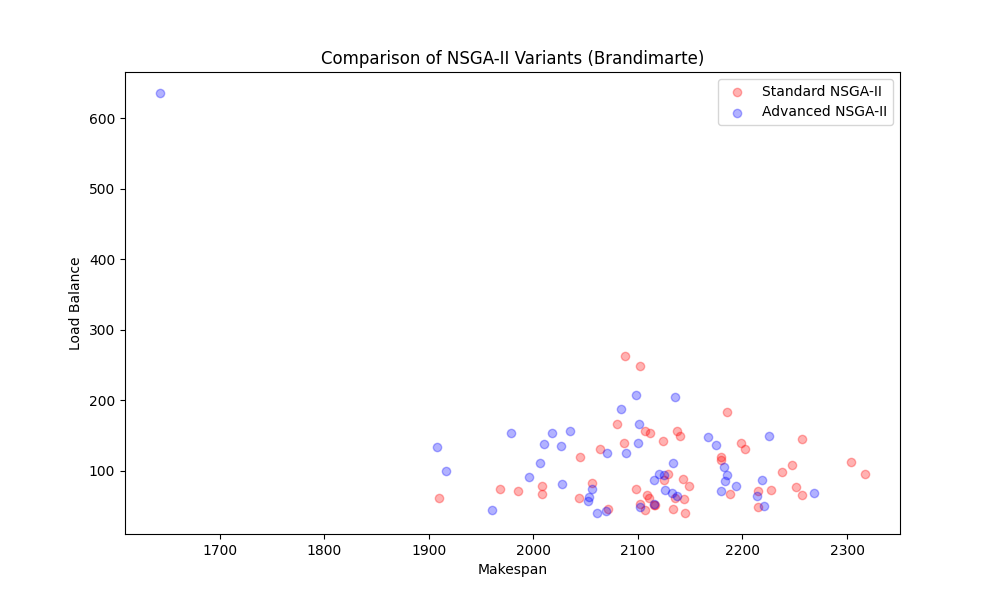 Comparison of NSGA-II Variants (Brandimarte)
Standard NSGA-II
Advanced NSGA-II
600
500
400
300
200
100
Load Balance
1700 1800 1900 2000 2100 2200 2300
Makespan